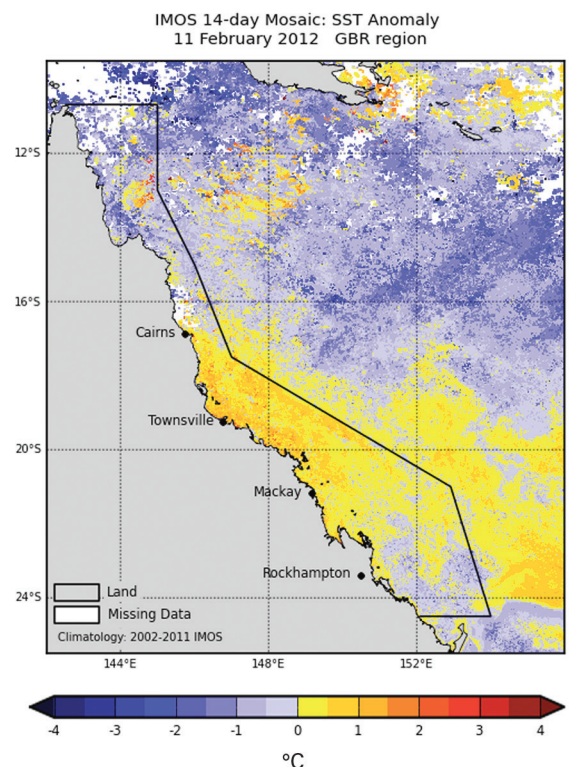 IMOS 14-day Mosaic: SST Anomaly
11 February 2012 GBR region
12°S
16°S
Cairns
Townsville
20°S
Mackay
Rockhampton
24°S
Land
Missing Data
Climatology: 2002-2011 IMOS
144°E 148°E 152°E
-4 -3 -2 -1 0 1 2 3 4
°C